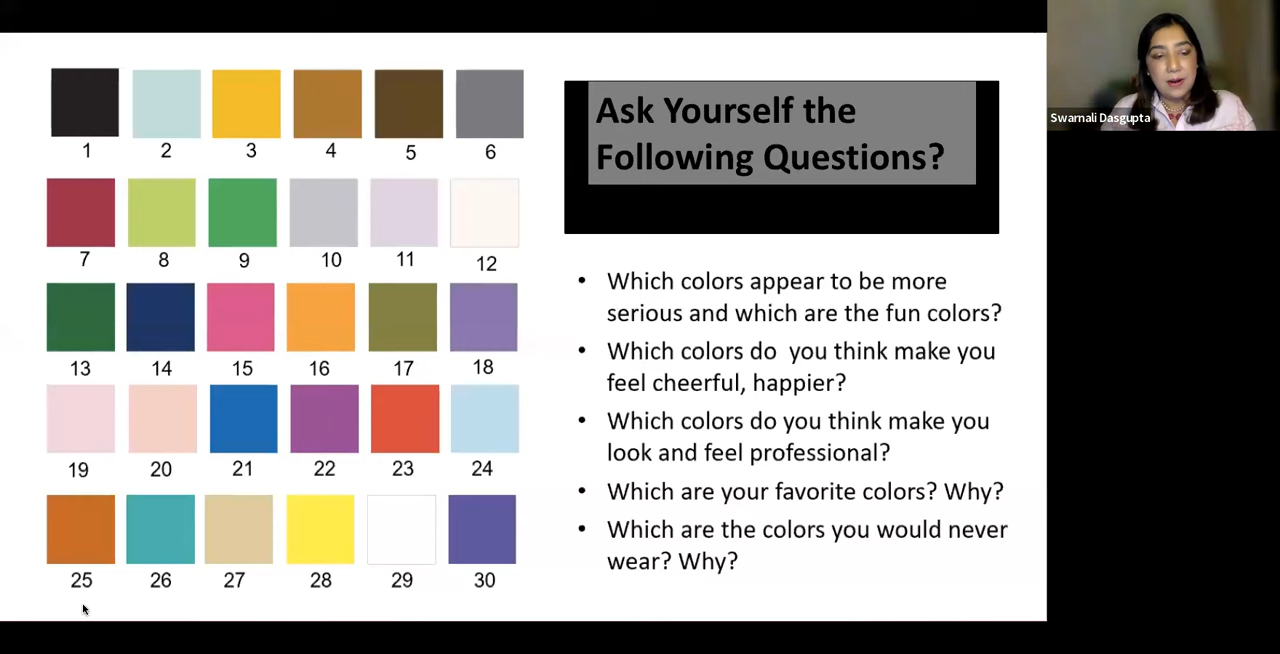 1 2 3 4 5 6
7 8 9 10 11 12
13 14 15 16 17 18
19 20 21 22 23 24
25 26 27 28 29 30
Ask Yourself the
Following Questions?
• Which colors appear to be more
serious and which are the fun colors?
• Which colors do  you think make you
feel cheerful, happier?
• Which colors do you think make you
look and feel professional?
• Which are your favorite colors? Why?
• Which are the colors you would never
wear? Why?
Swarnali Dasgupta